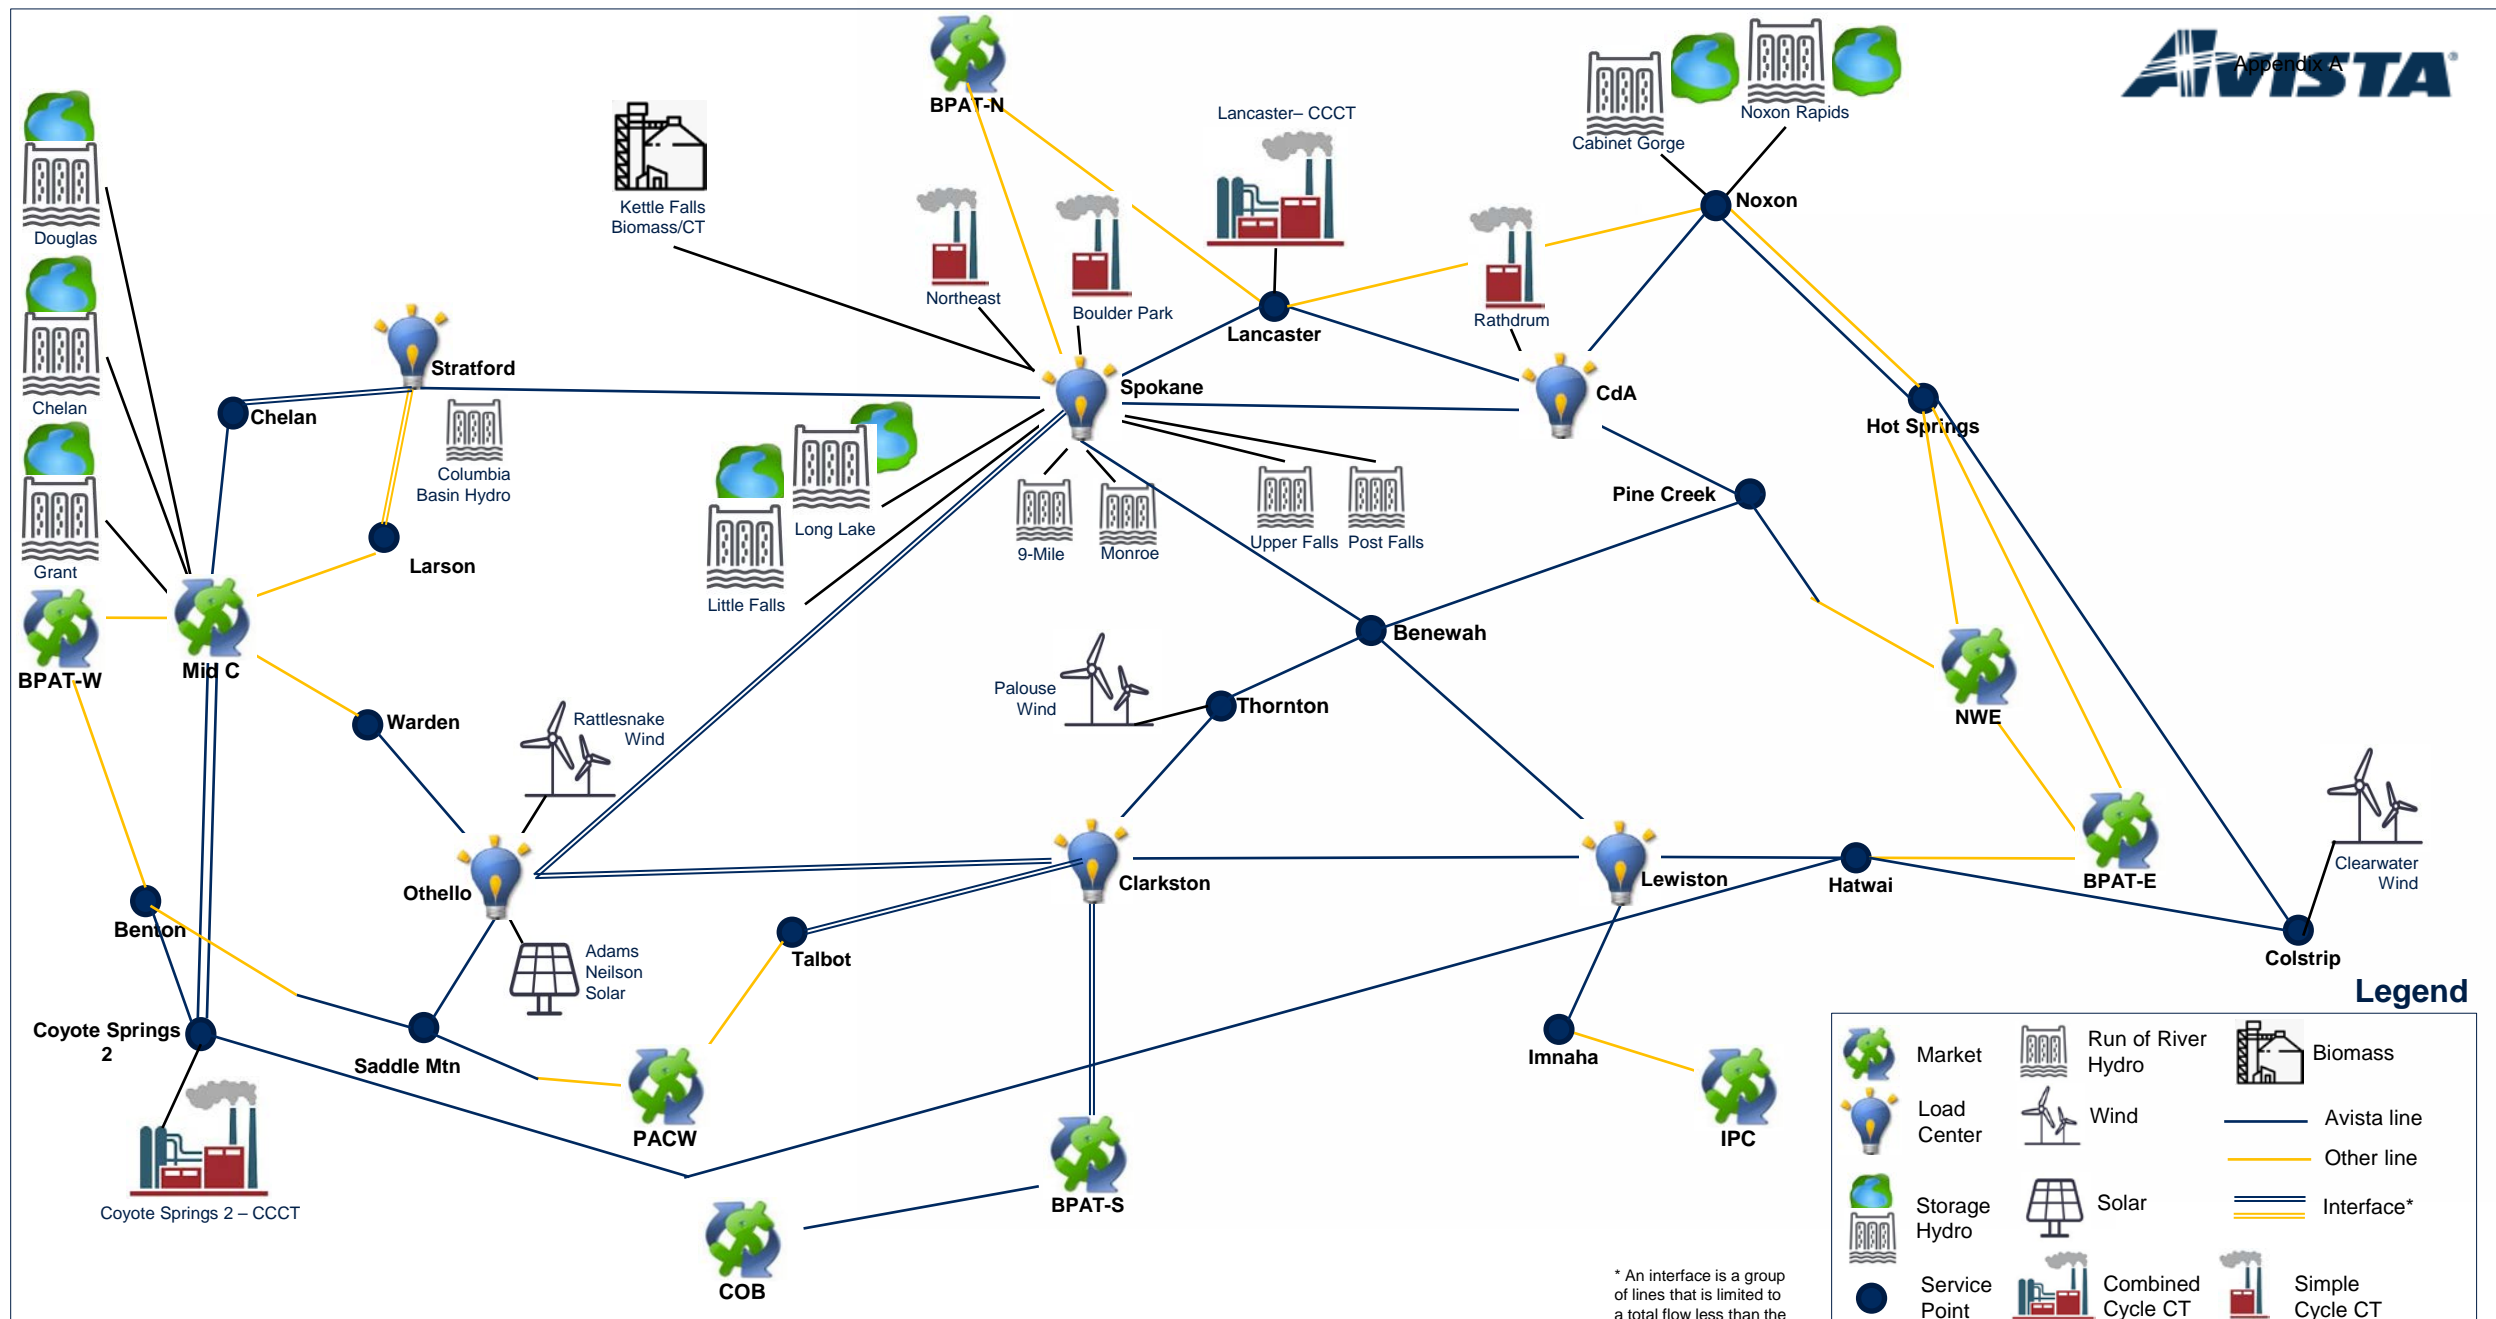 AVISTA
Appendix A
BPAT-N
Lancaster– CCCT
Noxon Rapids
Cabinet Gorge
Noxon
Kettle Falls
Biomass/CT
Douglas
Northeast
Boulder Park
Lancaster
Rathdrum
Stratford
Spokane
CdA
Chelan
Chelan
Hot Springs
Columbia
Basin Hydro
Pine Creek
Long Lake
9-Mile
Monroe
Upper Falls
Post Falls
Larson
Grant
Little Falls
Benewah
BPAT-W
Mid C
Palouse
Wind
Thornton
NWE
Warden
Rattlesnake
Wind
Othello
Clarkston
Lewiston
Hatwai
BPAT-E
Clearwater
Wind
Benton
Talbot
Adams
Neilson
Solar
Colstrip
Coyote Springs
2
Saddle Mtn
Imnaha
PACW
IPC
BPAT-S
Coyote Springs 2 – CCCT
COB
Legend
Market
Run of River
Hydro
Biomass
Load
Center
Wind
Avista line
Other line
Storage
Hydro
Solar
Interface*
Service
Point
Combined
Cycle CT
Simple
Cycle CT
* An interface is a group
of lines that is limited to
a total flow less than the